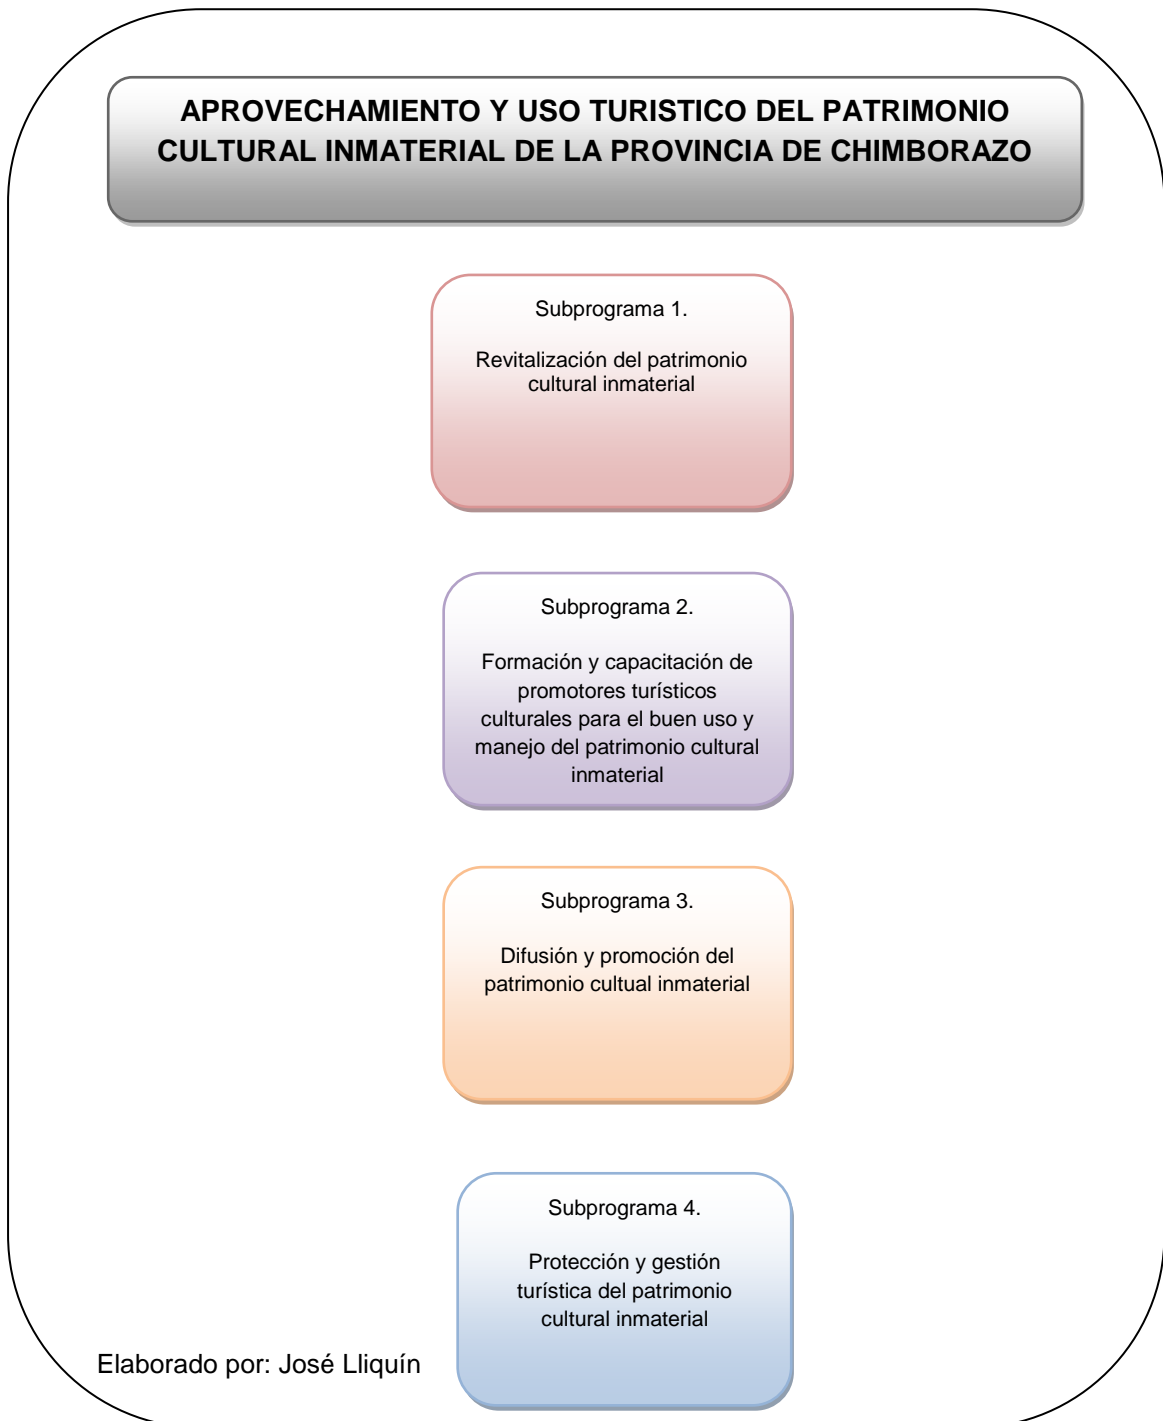 APROVECHAMIENTO Y USO TURISTICO DEL PATRIMONIO
CULTURAL INMATERIAL DE LA PROVINCIA DE CHIMBORAZO
Subprograma 1.
Revitalización del patrimonio
cultural inmaterial
Subprograma 2.
Formación y capacitación de
promotores turísticos
culturales para el buen uso y
manejo del patrimonio cultural
inmaterial
Subprograma 3.
Difusión y promoción del
patrimonio cultual inmaterial
Subprograma 4.
Protección y gestión
turística del patrimonio
cultural inmaterial
Elaborado por: José Lliquín